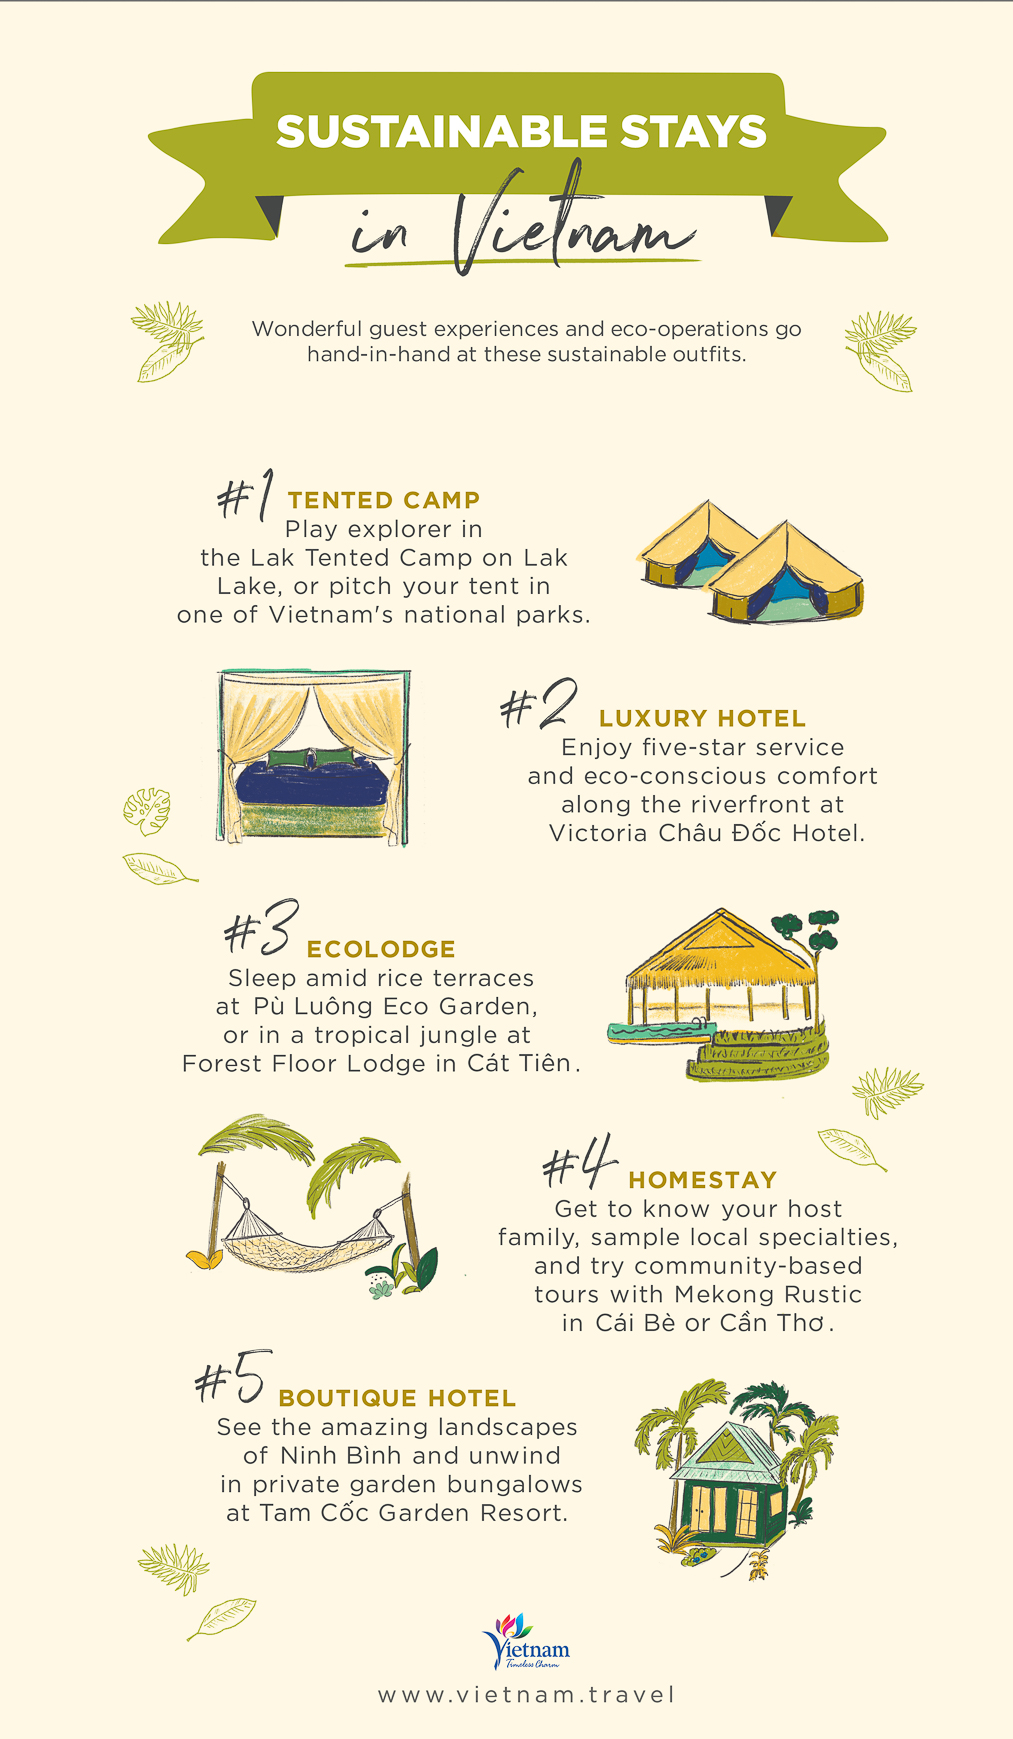 SUSTAINABLE STAYS
in Vietnam
Wonderful guest experiences and eco-operations go
hand-in-hand at these sustainable outfits.
#1 TENTED CAMP
Play explorer in
the Lak Tented Camp on Lak
Lake, or pitch your tent in
one of Vietnam's national parks.
#2 LUXURY HOTEL
Enjoy five-star service
and eco-conscious comfort
along the riverfront at
Victoria Châu Đốc Hotel.
#3 ECOLODGE
Sleep amid rice terraces
at Pù Luông Eco Garden,
or in a tropical jungle at
Forest Floor Lodge in Cát Tiên.
#4 HOMESTAY
Get to know your host
family, sample local specialties,
and try community-based
tours with Mekong Rustic
in Cái Bè or Cần Thơ.
#5 BOUTIQUE HOTEL
See the amazing landscapes
of Ninh Bình and unwind
in private garden bungalows
at Tam Cốc Garden Resort.
Vietnam
Timeless Charm
www.vietnam.travel